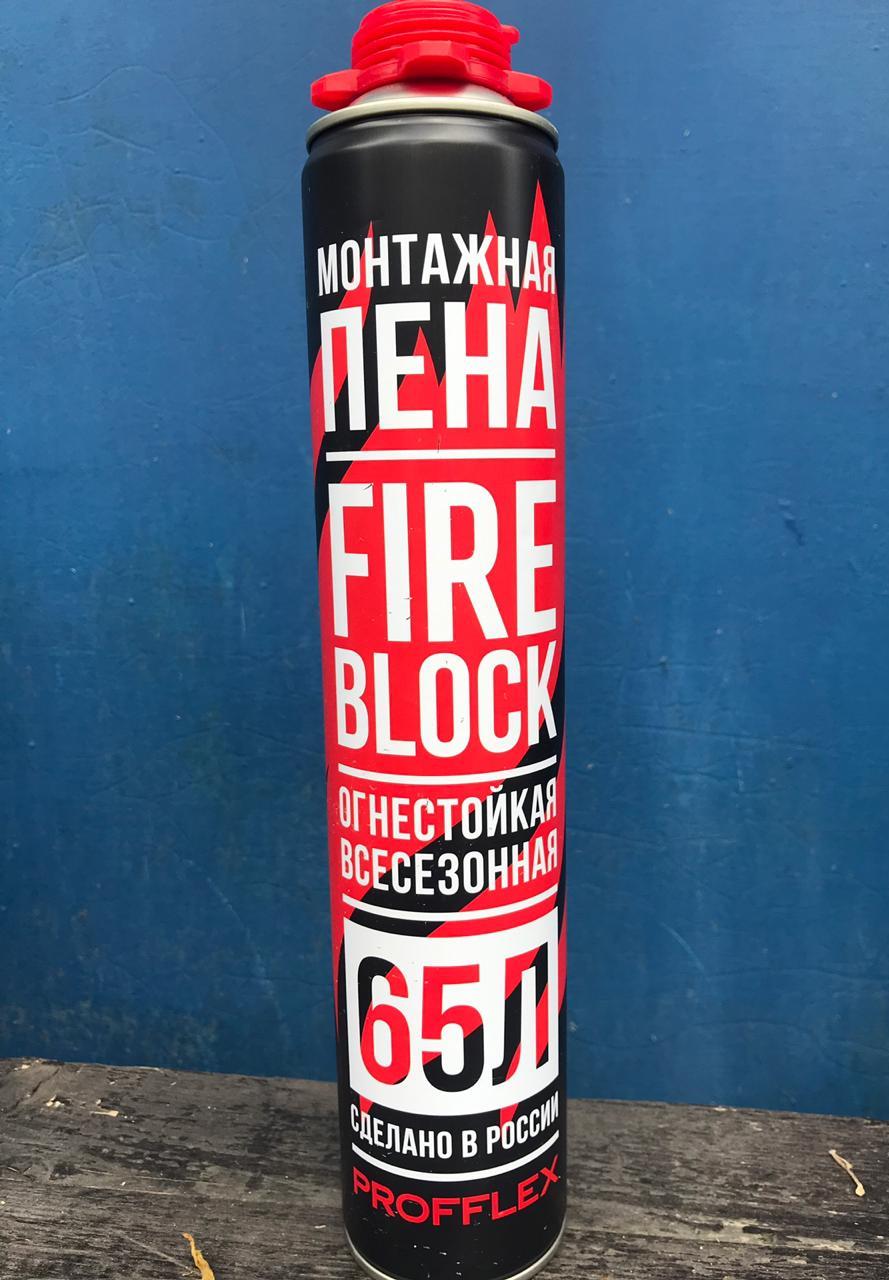 МОНТАЖНАЯ
ПЕНА
FIRE
BLOCK
ОГНЕСТОЙКАЯ
ВСЕСЕЗОННАЯ
65Л
СДЕЛАНО В РОССИИ
PROFFLEX